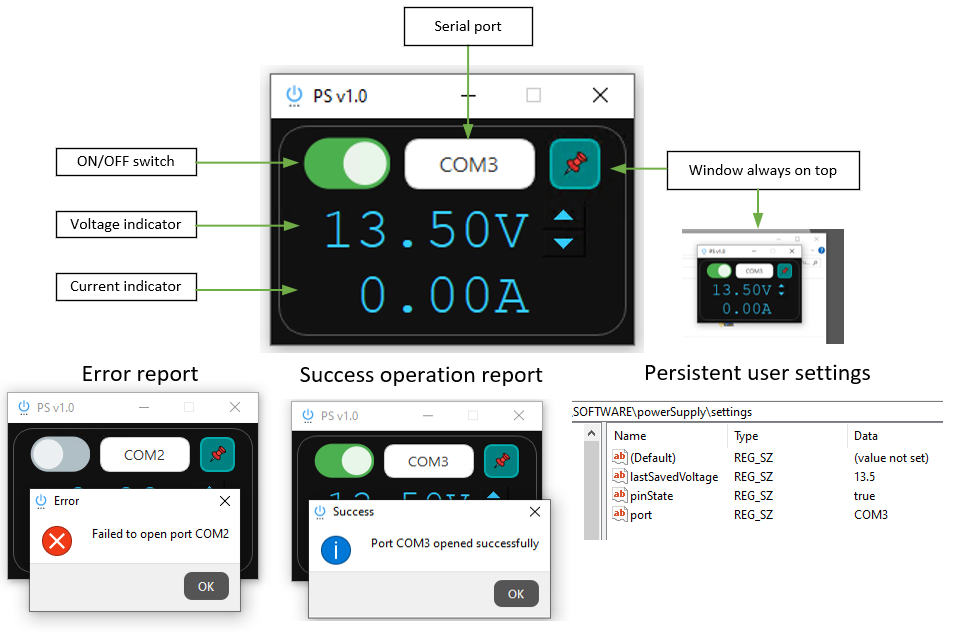 Serial port
PS v1.0
ON/OFF switch
COM3
Window always on top
Voltage indicator
13.50V
Current indicator
0.00A
COM3
13.50V
0.00A
Error report
Success operation report
Persistent user settings
PS v1.0
COM2
Error
Failed to open port COM2
OK
PS v1.0
COM3
Success
Port COM3 opened successfully
OK
SOFTWARE\powerSupply\settings
Name Type Data
ab (Default) REG_SZ (value not set)
ab lastSavedVoltage REG_SZ 13.5
ab pinState REG_SZ true
ab port REG_SZ COM3